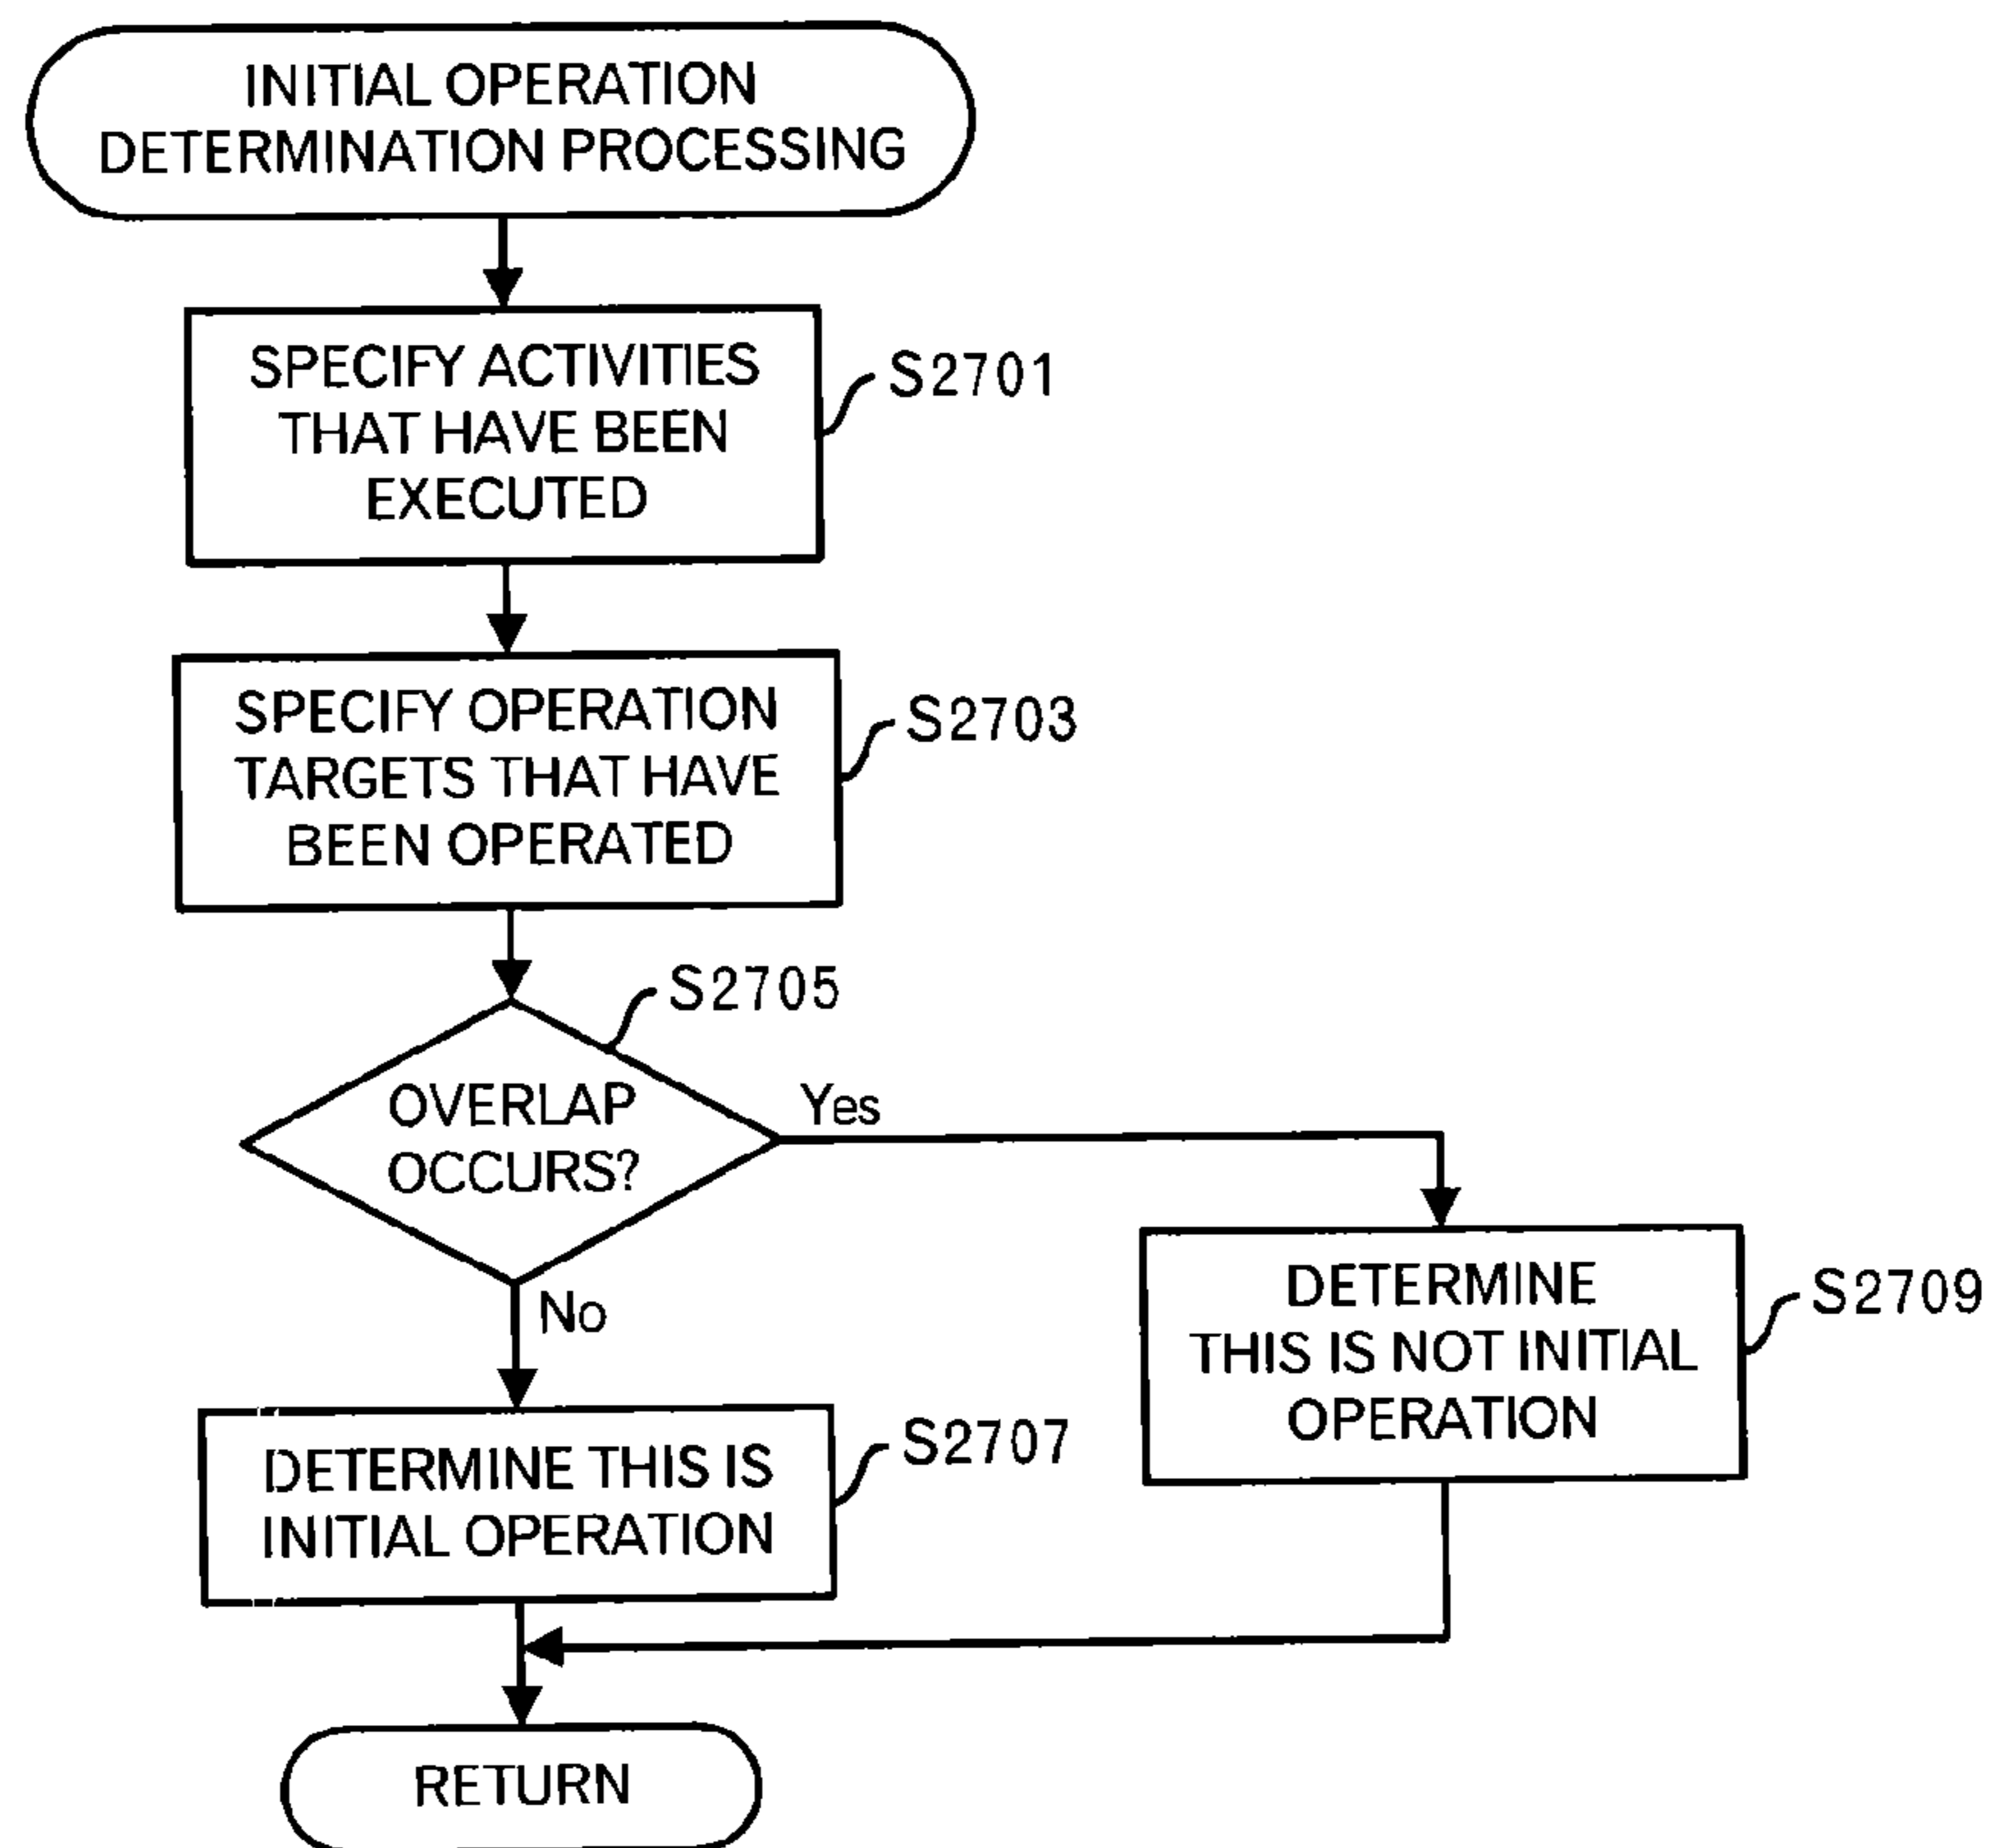 INITIAL OPERATION
DETERMINATION PROCESSING
SPECIFY ACTIVITIES
THAT HAVE BEEN
EXECUTED
S2701
SPECIFY OPERATION
TARGETS THAT HAVE
BEEN OPERATED
S2703
S2705
OVERLAP
OCCURS?
Yes
No
DETERMINE
THIS IS NOT INITIAL
OPERATION
S2709
DETERMINE THIS IS
INITIAL OPERATION
S2707
RETURN